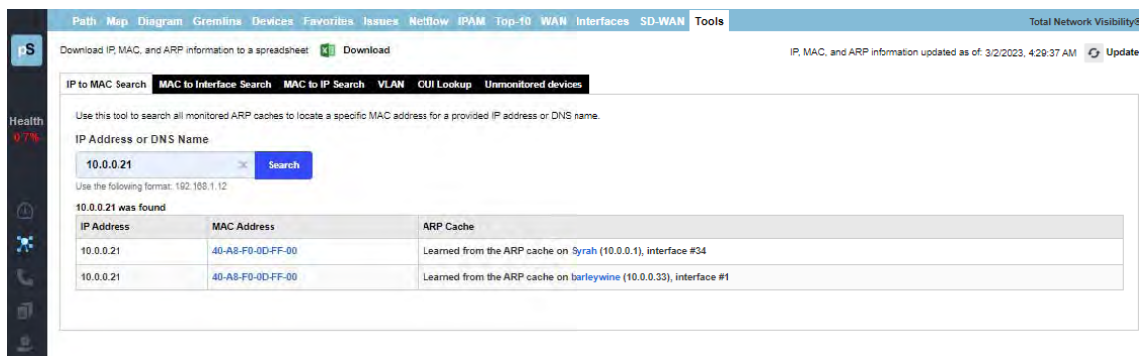 Path Map Diagram Gremlins Devices Favorites Issues Netflow IPAM Top-10 WAN Interfaces SD-WAN Tools Total Network Visibility®
pS
Download IP, MAC, and ARP information to a spreadsheet Download
IP, MAC, and ARP information updated as of: 3/2/2023, 4:29:37 AM Update
IP to MAC Search MAC to Interface Search MAC to IP Search VLAN OUI Lookup Unmonitored devices
Use this tool to search all monitored ARP caches to locate a specific MAC address for a provided IP address or DNS name.
Health
0.7%
IP Address or DNS Name
10.0.0.21 Search
Use the following format: 192.168.1.12
10.0.0.21 was found
IP Address MAC Address ARP Cache
10.0.0.21 40-A8-F0-0D-FF-00 Learned from the ARP cache on Syrah (10.0.0.1), interface #34
10.0.0.21 40-A8-F0-0D-FF-00 Learned from the ARP cache on barleywine (10.0.0.33), interface #1